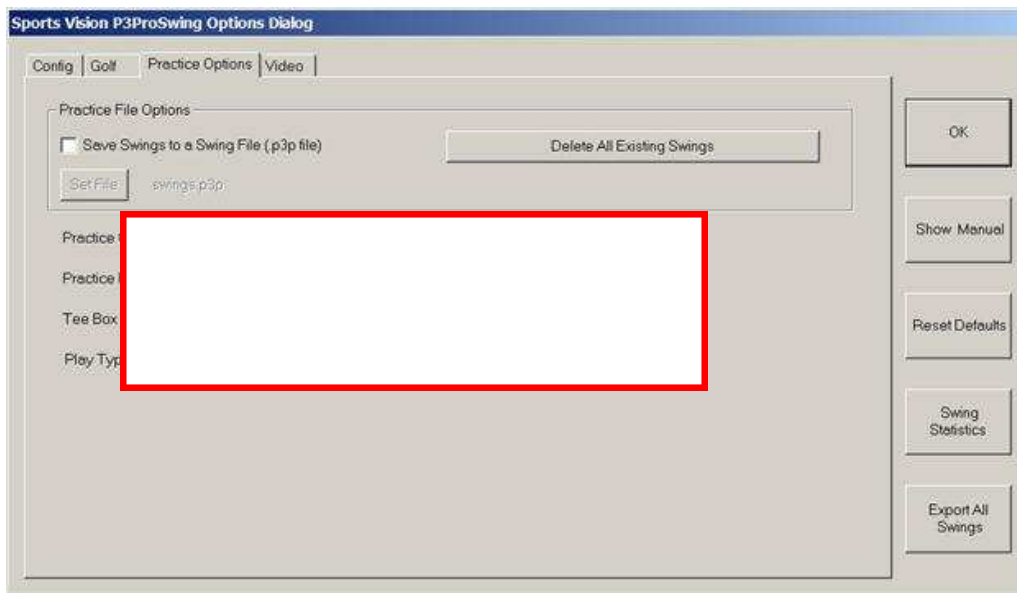 Sports Vision P3ProSwing Options Dialog
Config Golf Practice Options Video
Practice File Options
Save Swings to a Swing File (.p3p file)
Delete All Existing Swings
Set File swings.p3p
Practice
Practice
Tee Box
Play
OK
Show Manual
Reset Defaults
Swing
Statistics
Export All
Swings